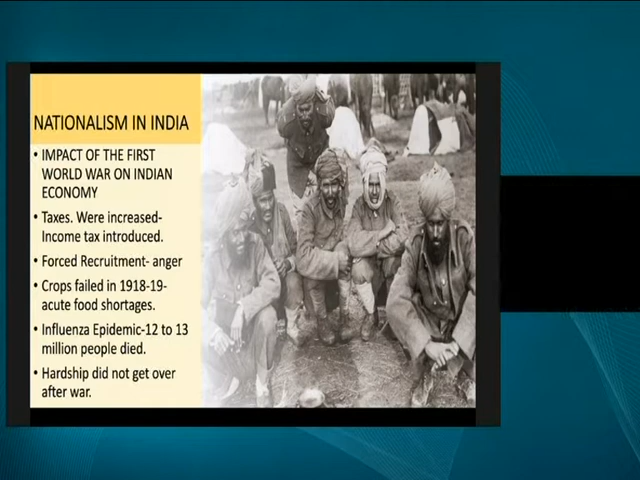 NATIONALISM IN INDIA
• IMPACT OF THE FIRST
WORLD WAR ON INDIAN
ECONOMY
• Taxes. Were increased-
Income tax introduced.
• Forced Recruitment- anger
• Crops failed in 1918-19-
acute food shortages.
• Influenza Epidemic-12 to 13
million people died.
• Hardship did not get over
after war.